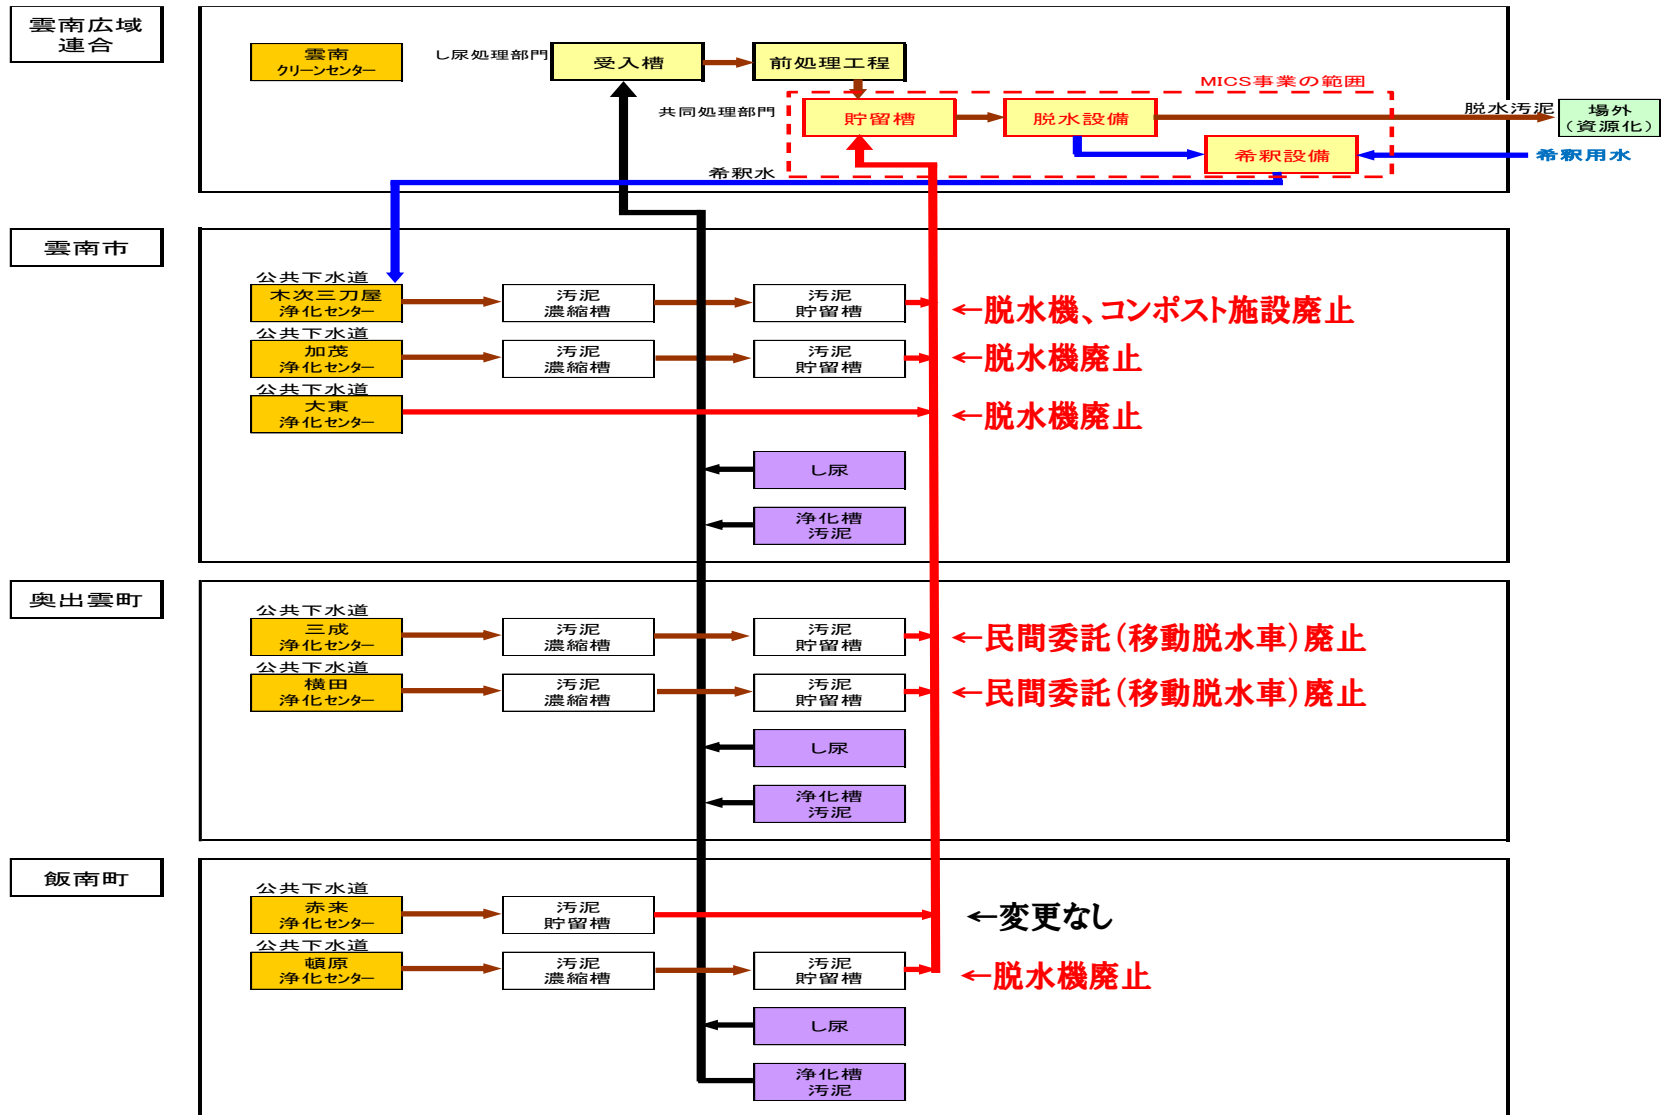 雲南広域
連合
雲南
クリーンセンター
し尿処理部門
受入槽
前処理工程
MICS事業の範囲
共同処理部門
貯留槽
脱水設備
脱水汚泥
場外
(資源化)
希釈設備
希釈用水
希釈水
雲南市
公共下水道
木次三刀屋
浄化センター
汚泥
濃縮槽
汚泥
貯留槽
←脱水機、コンポスト施設廃止
公共下水道
加茂
浄化センター
汚泥
濃縮槽
汚泥
貯留槽
←脱水機廃止
公共下水道
大東
浄化センター
←脱水機廃止
し尿
浄化槽
汚泥
奥出雲町
公共下水道
三成
浄化センター
汚泥
濃縮槽
汚泥
貯留槽
←民間委託(移動脱水車)廃止
公共下水道
横田
浄化センター
汚泥
濃縮槽
汚泥
貯留槽
←民間委託(移動脱水車)廃止
し尿
浄化槽
汚泥
飯南町
公共下水道
赤来
浄化センター
汚泥
貯留槽
←変更なし
公共下水道
頓原
浄化センター
汚泥
濃縮槽
汚泥
貯留槽
←脱水機廃止
し尿
浄化槽
汚泥